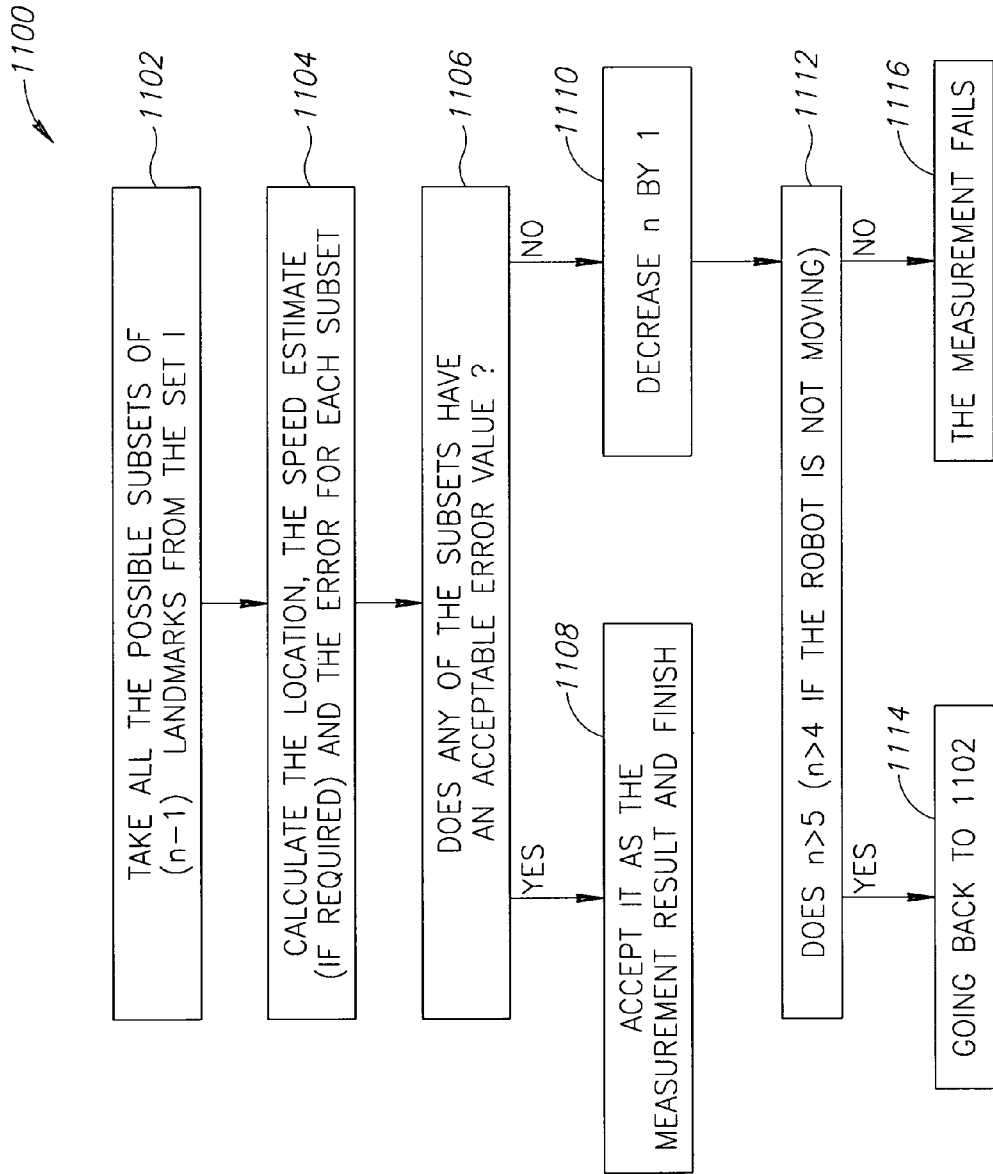 1100
1102
TAKE ALL THE POSSIBLE SUBSETS OF
(n-1) LANDMARKS FROM THE SET I
1104
CALCULATE THE LOCATION, THE SPEED ESTIMATE
(IF REQUIRED) AND THE ERROR FOR EACH SUBSET
1106
DOES ANY OF THE SUBSETS HAVE
AN ACCEPTABLE ERROR VALUE ?
YES
NO
1108
ACCEPT IT AS THE
MEASUREMENT RESULT AND FINISH
1110
DECREASE n BY 1
1112
DOES n>5 (n>4 IF THE ROBOT IS NOT MOVING)
YES
NO
1114
GOING BACK TO 1102
1116
THE MEASUREMENT FAILS